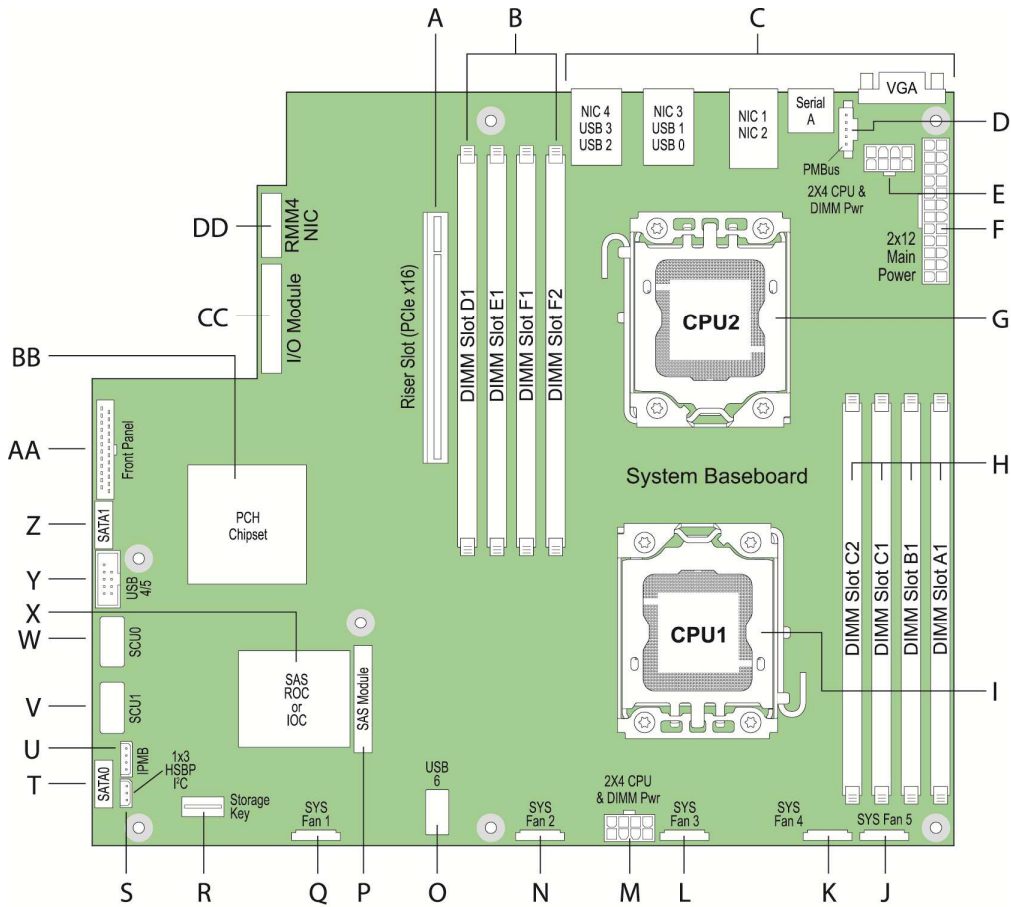 A
B
C
VGA
NIC 4
USB 3
USB 2
NIC 3
USB 1
USB 0
NIC 1
NIC 2
Serial
A
D
PMBus
2X4 CPU &
DIMM Pwr
E
F
2x12
Main
Power
DD
RMM4
NIC
CC
I/O Module
Riser Slot (PCIe x16)
DIMM Slot D1
DIMM Slot E1
DIMM Slot F1
DIMM Slot F2
CPU2
G
BB
AA
Front Panel
System Baseboard
H
PCH
Chipset
Z
SATA1
Y
USB
4/5
X
W
SCU0
CPU1
DIMM Slot C2
DIMM Slot C1
DIMM Slot B1
DIMM Slot A1
I
SAS
ROC
or
IOC
SAS Module
V
SCU1
U
IPMB
1x3
HSBP
I²C
T
SATA0
Storage
Key
SYS
Fan 1
USB
6
SYS
Fan 2
2X4 CPU
& DIMM Pwr
SYS
Fan 3
SYS
Fan 4
SYS Fan 5
S
R
Q
P
O
N
M
L
K
J